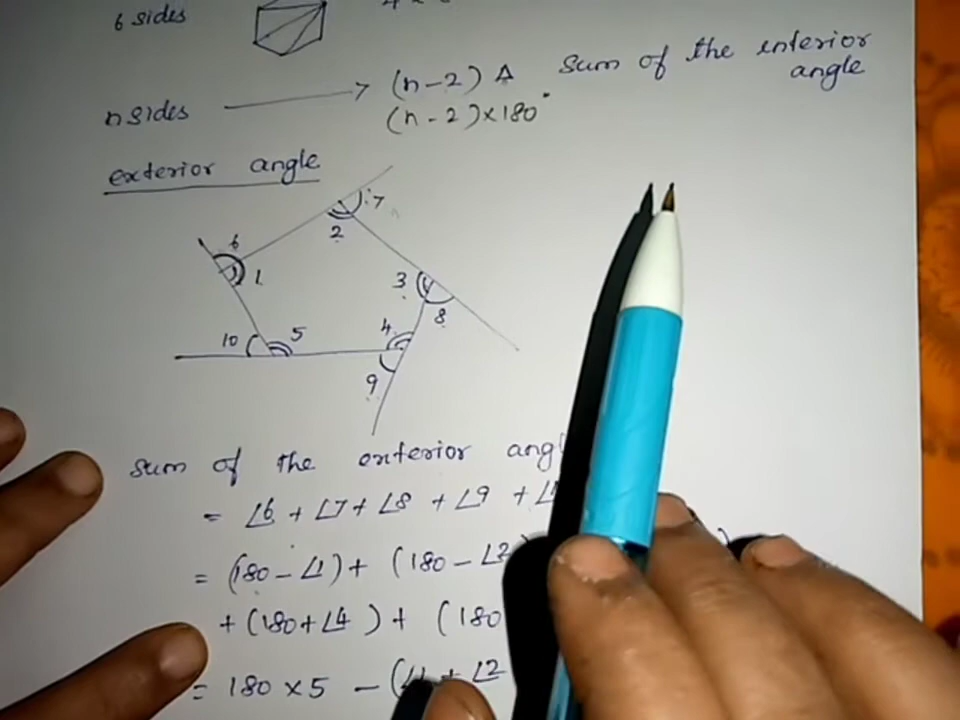 6 sides
n sides → (n-2) Δ sum of the interior angle
(n-2)×180°
exterior angle
6 1 2 7 3 8 4 9 5 10
sum of the exterior
= ∠6 + ∠7 + ∠8 + ∠9 +
= (180 - ∠1) + (180 - ∠2
+ (180+∠4) + (180
= 180 × 5 - (∠1 + ∠2